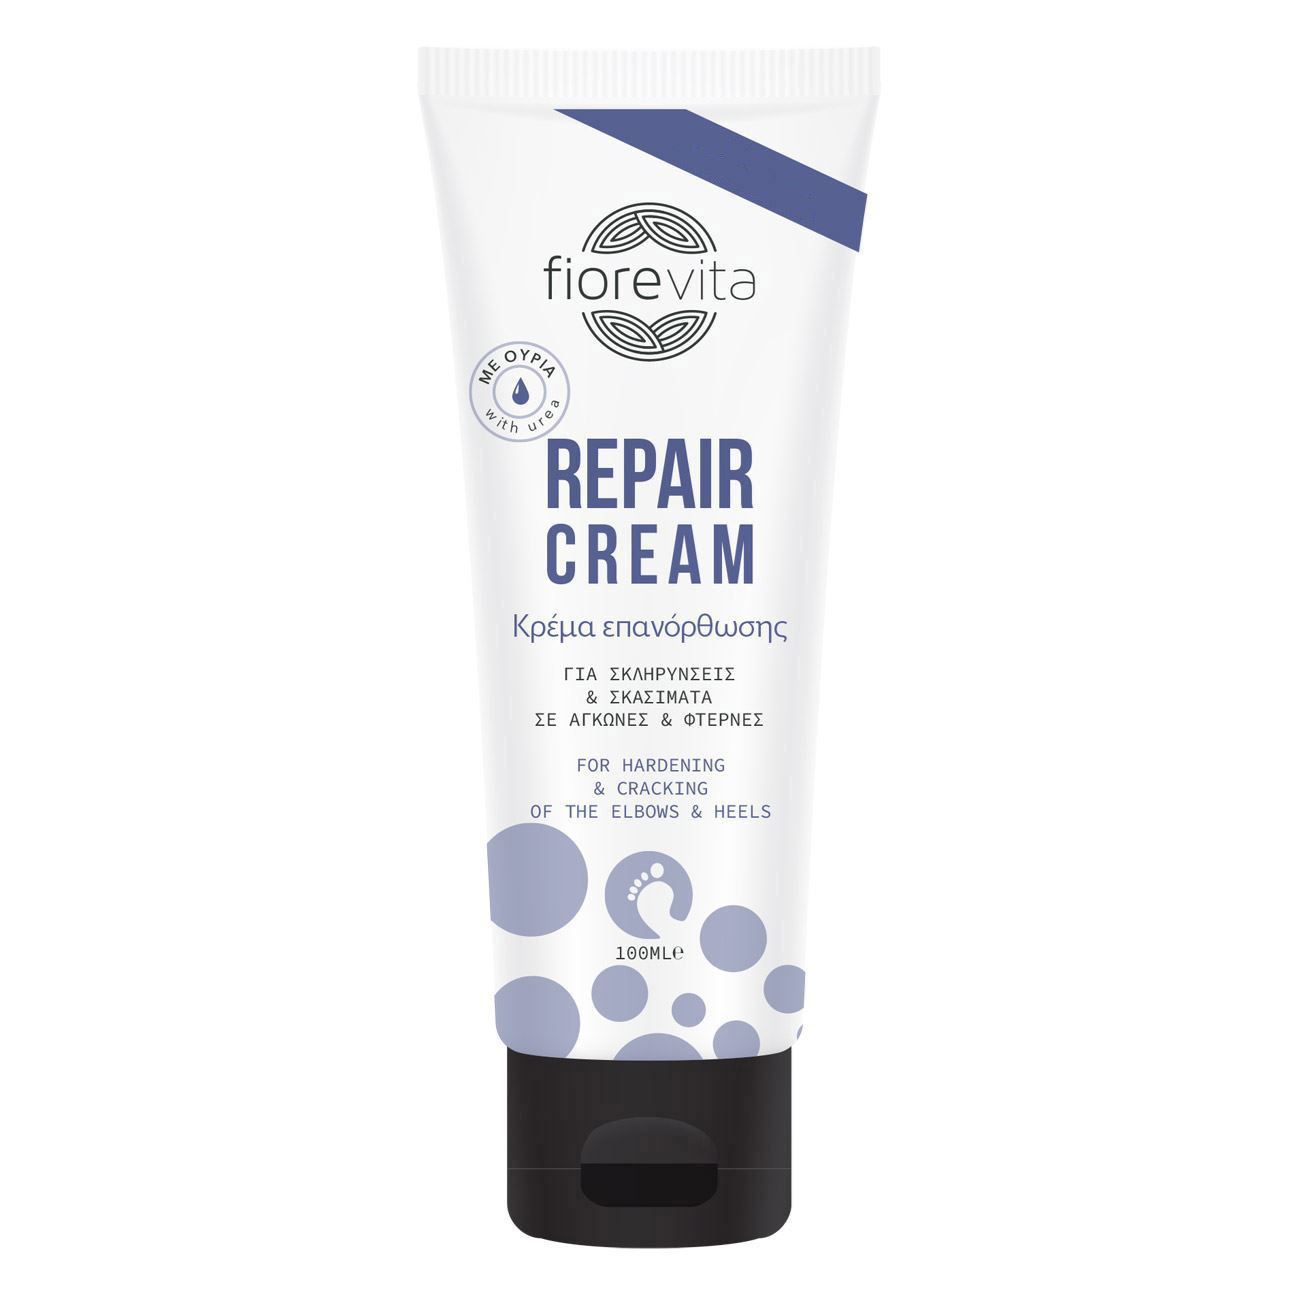 fiorevita
ΜΕ ΟΥΡΙΑ
with urea
REPAIR
CREAM
Κρέμα επανόρθωσης
ΓΙΑ ΣΚΛΗΡΥΝΣΕΙΣ
& ΣΚΑΣΙΜΑΤΑ
ΣΕ ΑΓΚΩΝΕΣ & ΦΤΕΡΝΕΣ
FOR HARDENING
& CRACKING
OF THE ELBOWS & HEELS
100ML℮